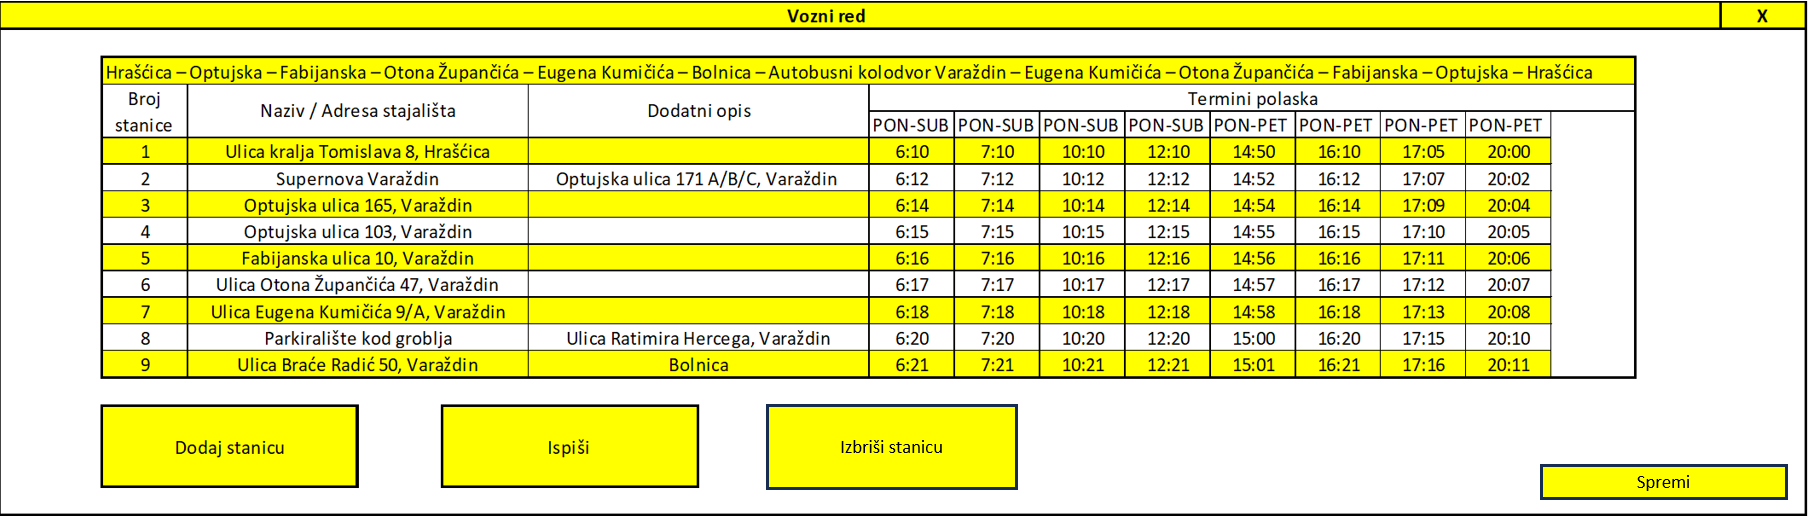 Vozni red X
Hrašćica – Optujska – Fabijanska – Otona Župančića – Eugena Kumičića – Bolnica – Autobusni kolodvor Varaždin – Eugena Kumičića – Otona Župančića – Fabijanska – Optujska – Hrašćica
Broj stanice Naziv / Adresa stajališta Dodatni opis Termini polaska
PON-SUB PON-SUB PON-SUB PON-SUB PON-PET PON-PET PON-PET PON-PET
1 Ulica kralja Tomislava 8, Hrašćica 6:10 7:10 10:10 12:10 14:50 16:10 17:05 20:00
2 Supernova Varaždin Optujska ulica 171 A/B/C, Varaždin 6:12 7:12 10:12 12:12 14:52 16:12 17:07 20:02
3 Optujska ulica 165, Varaždin 6:14 7:14 10:14 12:14 14:54 16:14 17:09 20:04
4 Optujska ulica 103, Varaždin 6:15 7:15 10:15 12:15 14:55 16:15 17:10 20:05
5 Fabijanska ulica 10, Varaždin 6:16 7:16 10:16 12:16 14:56 16:16 17:11 20:06
6 Ulica Otona Župančića 47, Varaždin 6:17 7:17 10:17 12:17 14:57 16:17 17:12 20:07
7 Ulica Eugena Kumičića 9/A, Varaždin 6:18 7:18 10:18 12:18 14:58 16:18 17:13 20:08
8 Parkiralište kod groblja Ulica Ratimira Hercega, Varaždin 6:20 7:20 10:20 12:20 15:00 16:20 17:15 20:10
9 Ulica Braće Radić 50, Varaždin Bolnica 6:21 7:21 10:21 12:21 15:01 16:21 17:16 20:11
Dodaj stanicu Ispiši Izbriši stanicu
Spremi